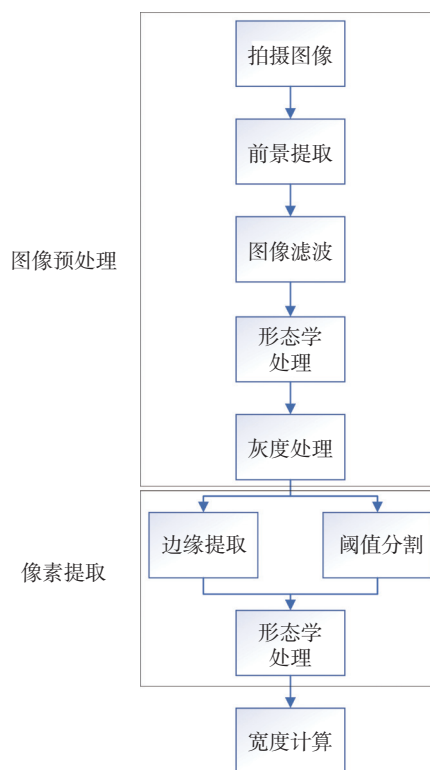 拍摄图像
前景提取
图像预处理
图像滤波
形态学
处理
灰度处理
像素提取
边缘提取
阈值分割
形态学
处理
宽度计算